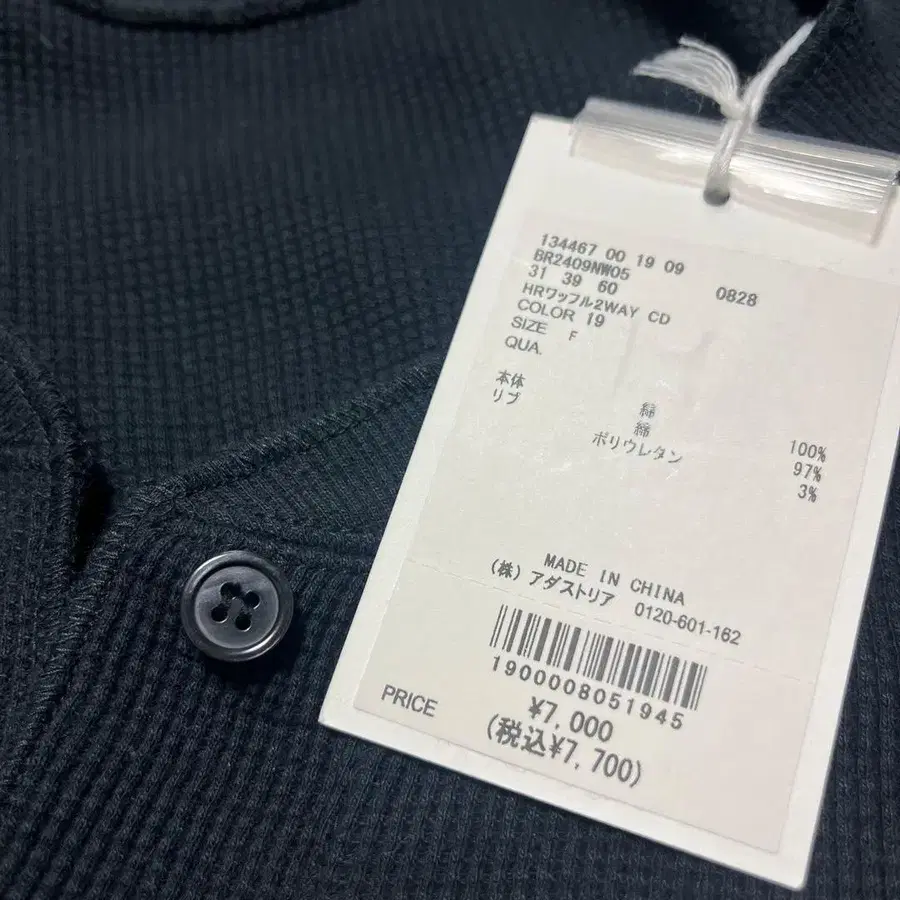 134467 00 19 09
BR2409NW05 0828
31 39 60
HRワッフル2WAY CD
COLOR 19
SIZE F
QUA.
本体 綿 100%
リブ 綿 97%
ポリウレタン 3%
MADE IN CHINA
(株) アダストリア 0120-601-162
1900008051945
PRICE ¥7,000
(税込¥7,700)